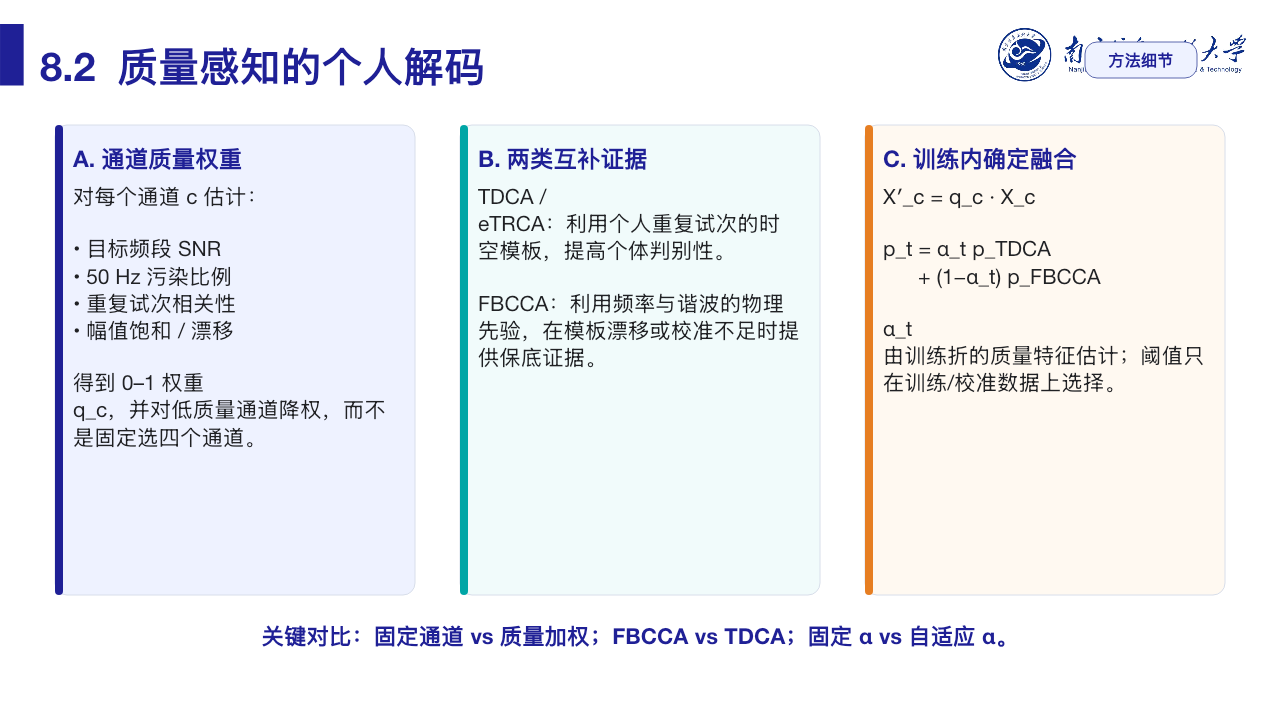 8.2 质量感知的个人解码
大学
& Technology
方法细节
A. 通道质量权重
对每个通道 c 估计：
• 目标频段 SNR
• 50 Hz 污染比例
• 重复试次相关性
• 幅值饱和 / 漂移
得到 0–1 权重
q_c，并对低质量通道降权，而不
是固定选四个通道。
B. 两类互补证据
TDCA /
eTRCA：利用个人重复试次的时
空模板，提高个体判别性。
FBCCA：利用频率与谐波的物理
先验，在模板漂移或校准不足时提
供保底证据。
C. 训练内确定融合
X′_c = q_c · X_c
p_t = α_t p_TDCA
+ (1−α_t) p_FBCCA
α_t
由训练折的质量特征估计；阈值只
在训练/校准数据上选择。
关键对比：固定通道 vs 质量加权；FBCCA vs TDCA；固定 α vs 自适应 α。